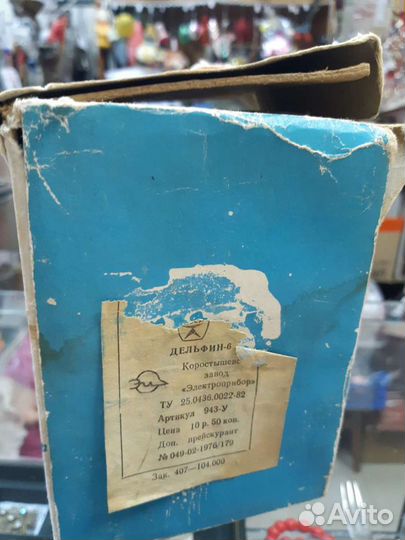 ДЕЛЬФИН-6
Коростышевс
завод
«Электроприбор»
ТУ 25.0436.0022-82
Артикул 943-У
Цена 10 р. 50 коп.
Доп. прейскурант
№ 049-02-1976/179
Зак. 407—104.000
Avito